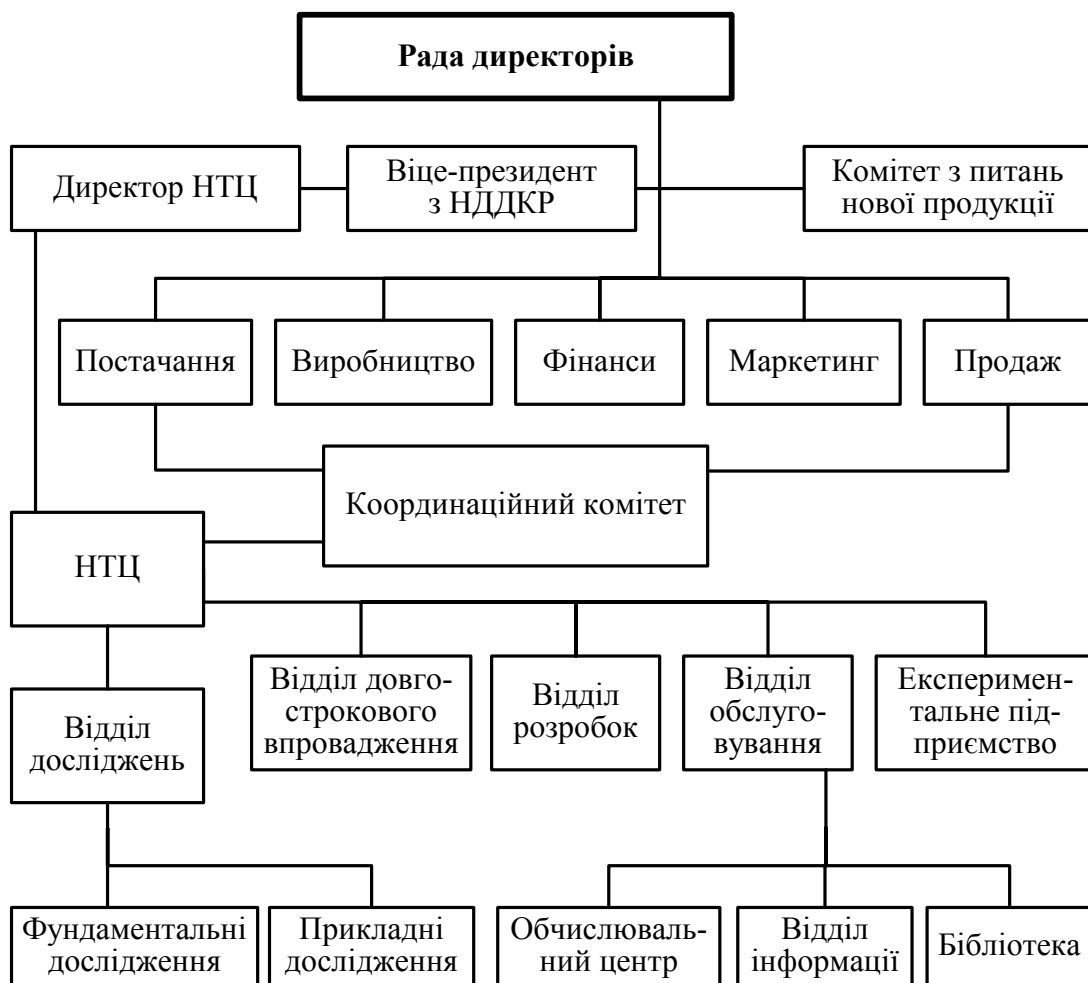 Рада директорів
Директор НТЦ
Віце-президент
з НДДКР
Комітет з питань
нової продукції
Постачання
Виробництво
Фінанси
Маркетинг
Продаж
Координаційний комітет
НТЦ
Відділ
досліджень
Відділ довго-
строкового
впровадження
Відділ
розробок
Відділ
обслуго-
вування
Експеримен-
тальне під-
приємство
Фундаментальні
дослідження
Прикладні
дослідження
Обчислюваль-
ний центр
Відділ
інформації
Бібліотека